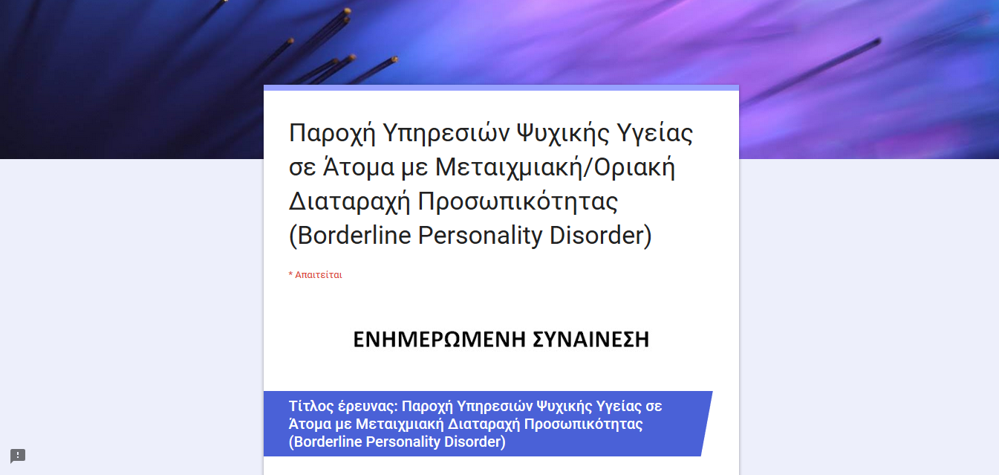 Παροχή Υπηρεσιών Ψυχικής Υγείας
σε Άτομα με Μεταιχμιακή/Οριακή
Διαταραχή Προσωπικότητας
(Borderline Personality Disorder)
* Απαιτείται
ΕΝΗΜΕΡΩΜΕΝΗ ΣΥΝΑΙΝΕΣΗ
Τίτλος έρευνας: Παροχή Υπηρεσιών Ψυχικής Υγείας σε
Άτομα με Μεταιχμιακή Διαταραχή Προσωπικότητας
(Borderline Personality Disorder)